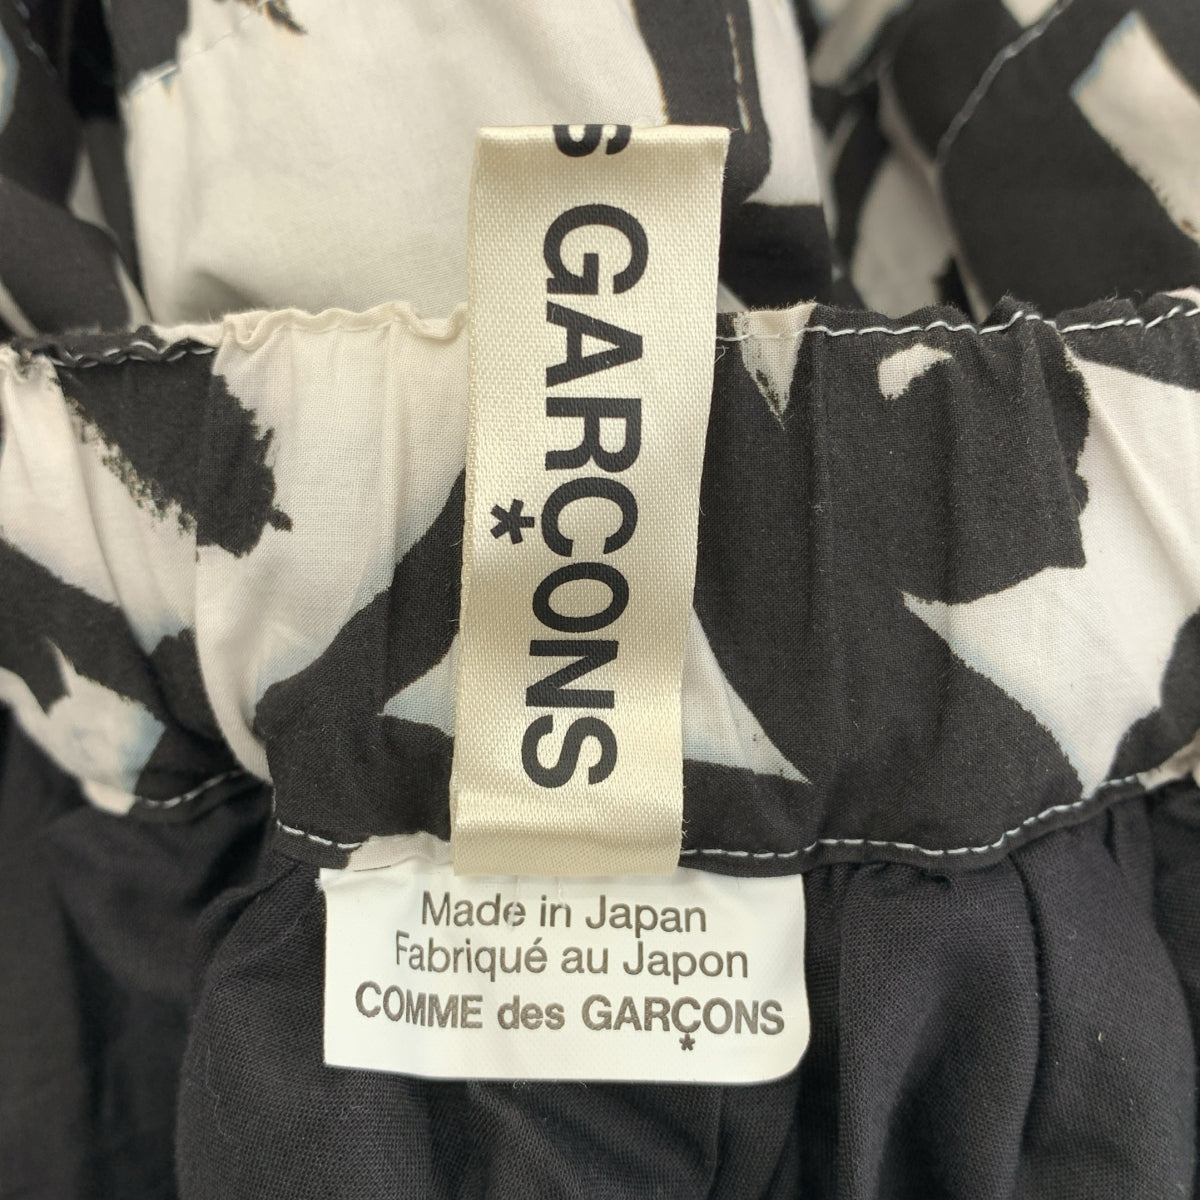 S GARÇONS
*
Made in Japan
Fabriqué au Japon
COMME des GARÇONS
*